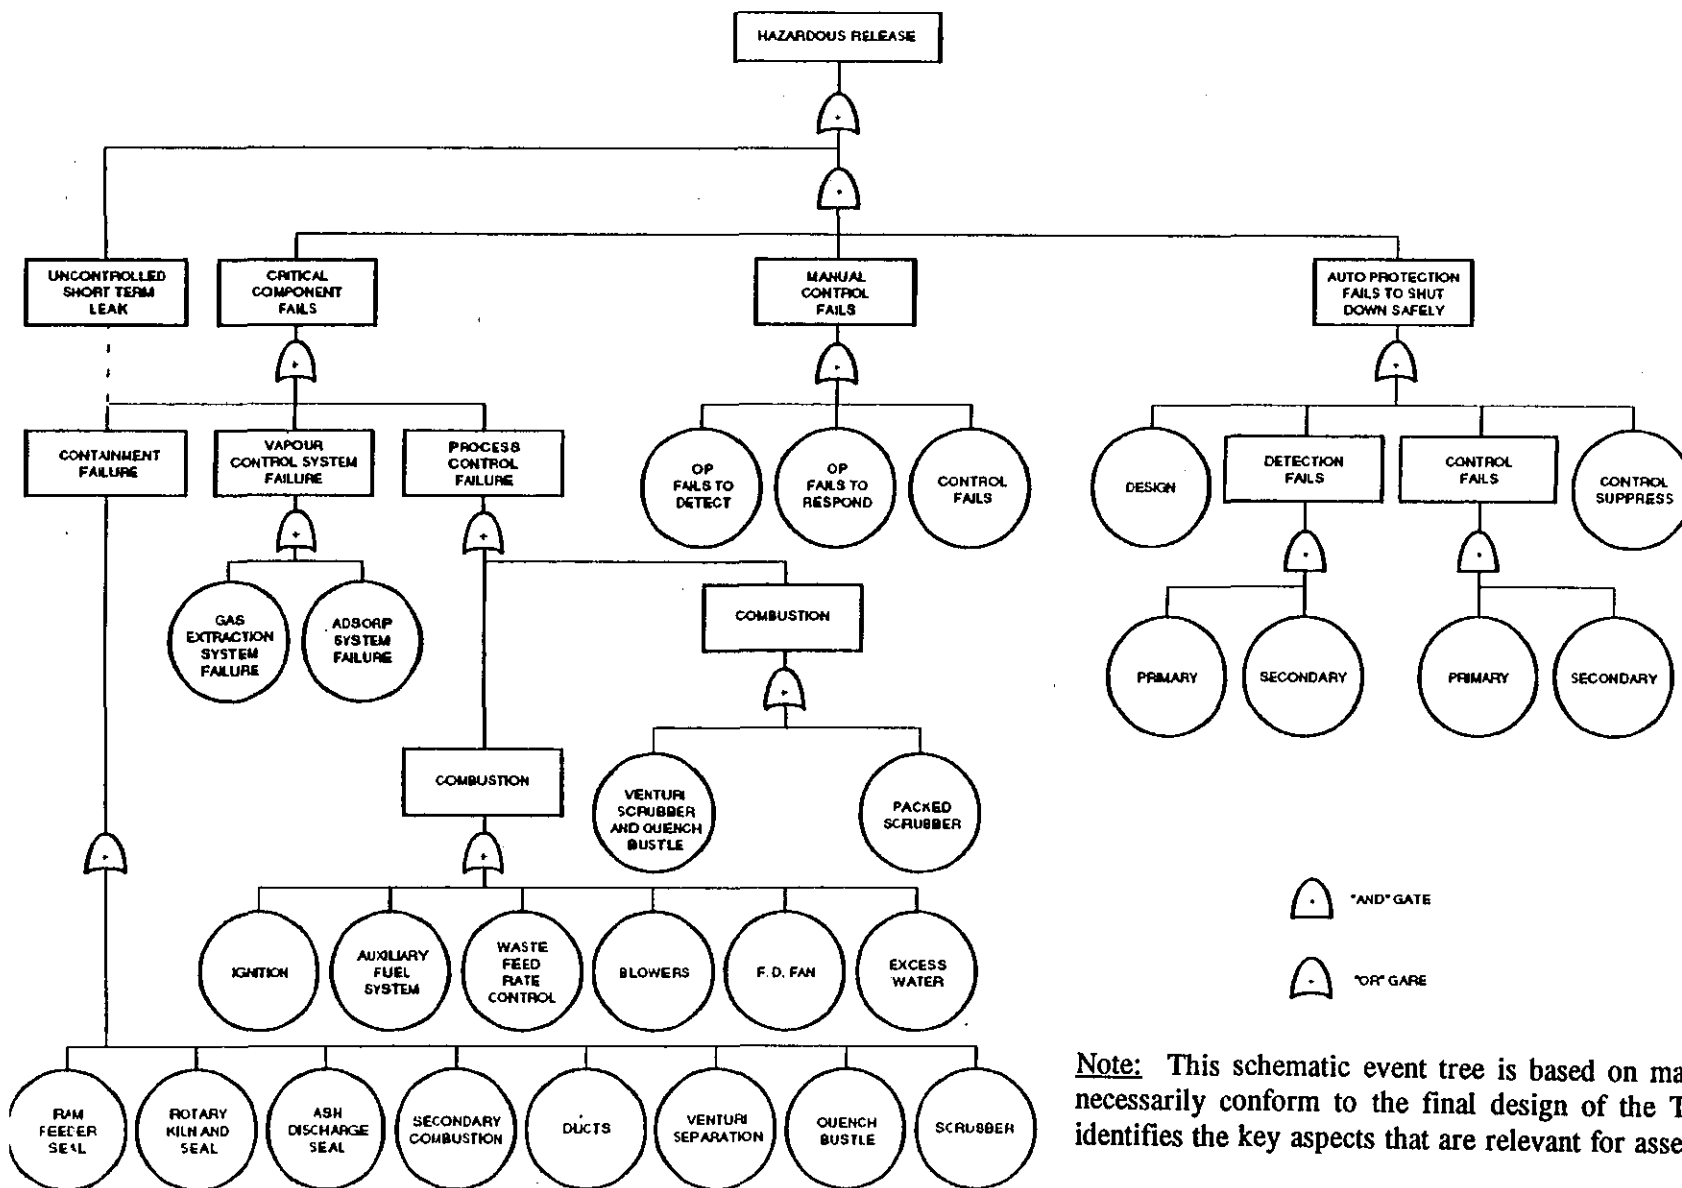 HAZARDOUS RELEASE
UNCONTROLLED
SHORT TERM
LEAK
CRITICAL
COMPONENT
FAILS
MANUAL
CONTROL
FAILS
AUTO PROTECTION
FAILS TO SHUT
DOWN SAFELY
CONTAINMENT
FAILURE
VAPOUR
CONTROL SYSTEM
FAILURE
PROCESS
CONTROL
FAILURE
OP
FAILS TO
DETECT
OP
FAILS TO
RESPOND
CONTROL
FAILS
DESIGN
DETECTION
FAILS
CONTROL
FAILS
CONTROL
SUPPRESS
GAS
EXTRACTION
SYSTEM
FAILURE
ADSORP
SYSTEM
FAILURE
COMBUSTION
PRIMARY
SECONDARY
PRIMARY
SECONDARY
COMBUSTION
VENTURI
SCRUBBER
AND QUENCH
BUSTLE
PACKED
SCRUBBER
IGNITION
AUXILIARY
FUEL
SYSTEM
WASTE
FEED
RATE
CONTROL
BLOWERS
F. D. FAN
EXCESS
WATER
"AND" GATE
"OR" GARE
RAM
FEEDER
SEAL
ROTARY
KILN AND
SEAL
ASH
DISCHARGE
SEAL
SECONDARY
COMBUSTION
DUCTS
VENTURI
SEPARATION
QUENCH
BUSTLE
SCRUBBER
Note: This schematic event tree is based on ma
necessarily conform to the final design of the T
identifies the key aspects that are relevant for asse